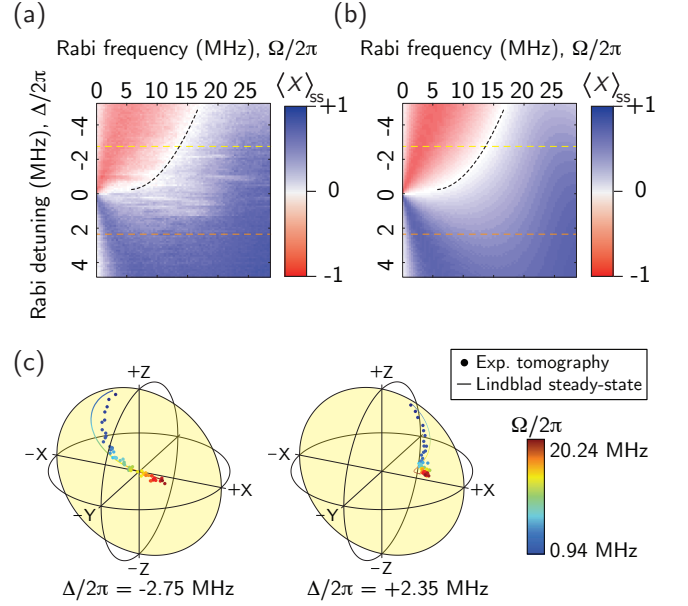 (a)
(b)
Rabi frequency (MHz), Ω/2π
Rabi frequency (MHz), Ω/2π
0 5 10 15 20 25
⟨X⟩ss
0 5 10 15 20 25
⟨X⟩ss
Rabi detuning (MHz), Δ/2π
-4
-2
0
2
4
+1
0
-1
-4
-2
0
2
4
+1
0
-1
(c)
+Z
−X
+X
−Y
−Z
Δ/2π = -2.75 MHz
+Z
−X
+X
−Y
−Z
Δ/2π = +2.35 MHz
Exp. tomography
Lindblad steady-state
Ω/2π
20.24 MHz
0.94 MHz